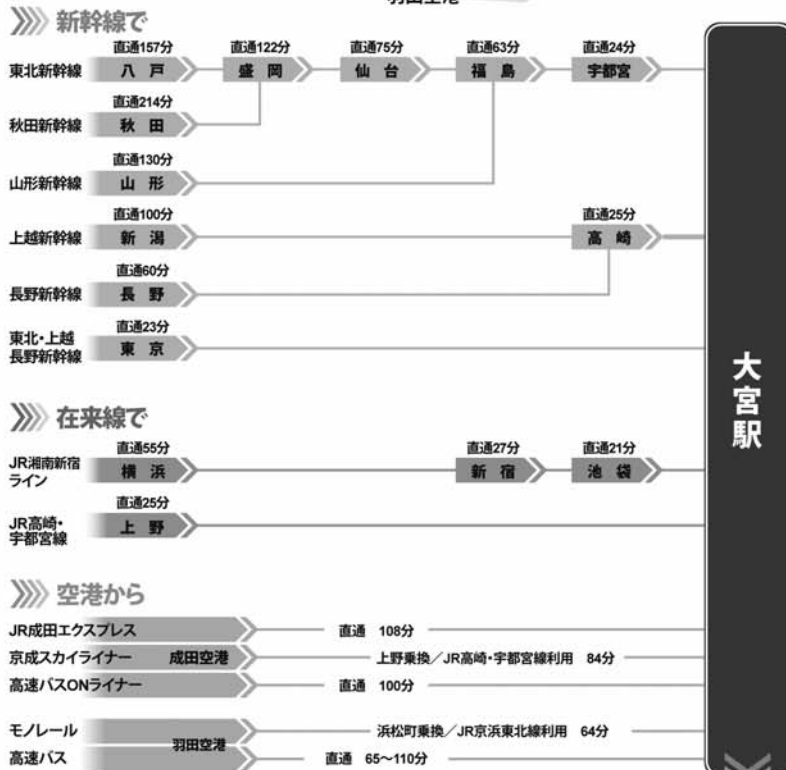 羽田空港
新幹線で
直通157分 直通122分 直通75分 直通63分 直通24分
東北新幹線 八戸 盛岡 仙台 福島 宇都宮
直通214分
秋田新幹線 秋田
直通130分
山形新幹線 山形
直通100分 直通25分
上越新幹線 新潟 高崎
直通60分
長野新幹線 長野
直通23分
東北・上越
長野新幹線 東京
大宮駅
在来線で
直通55分 直通27分 直通21分
JR湘南新宿
ライン 横浜 新宿 池袋
直通25分
JR高崎・
宇都宮線 上野
空港から
JR成田エクスプレス 直通 108分
京成スカイライナー 成田空港 上野乗換／JR高崎・宇都宮線利用 84分
高速バスONライナー 直通 100分
モノレール 浜松町乗換／JR京浜東北線利用 64分
羽田空港
高速バス 直通 65～110分